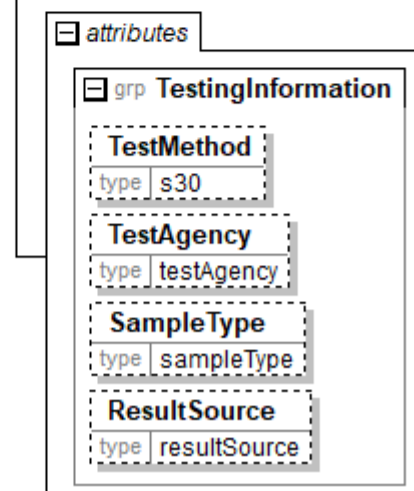 attributes
grp TestingInformation
TestMethod
type s30
TestAgency
type testAgency
SampleType
type sampleType
ResultSource
type resultSource